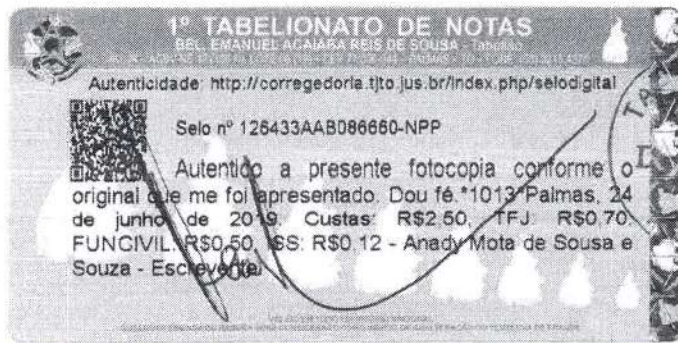 1º TABELIONATO DE NOTAS
BEL. EMANUEL ACAIABA REIS DE SOUSA - Tabelião
Autenticidade: http://corregedoria.tjto.jus.br/index.php/selodigital
Selo nº 126433AAB086660-NPP
Autentico a presente fotocopia conforme o
original que me foi apresentado. Dou fé.*1013*Palmas, 24
de junho de 2019. Custas: R$2.50, TFJ: R$0.70.
FUNCIVIL: R$0,50, ISS: R$0.12 - Anady Mota de Sousa e
Souza - Escrevente